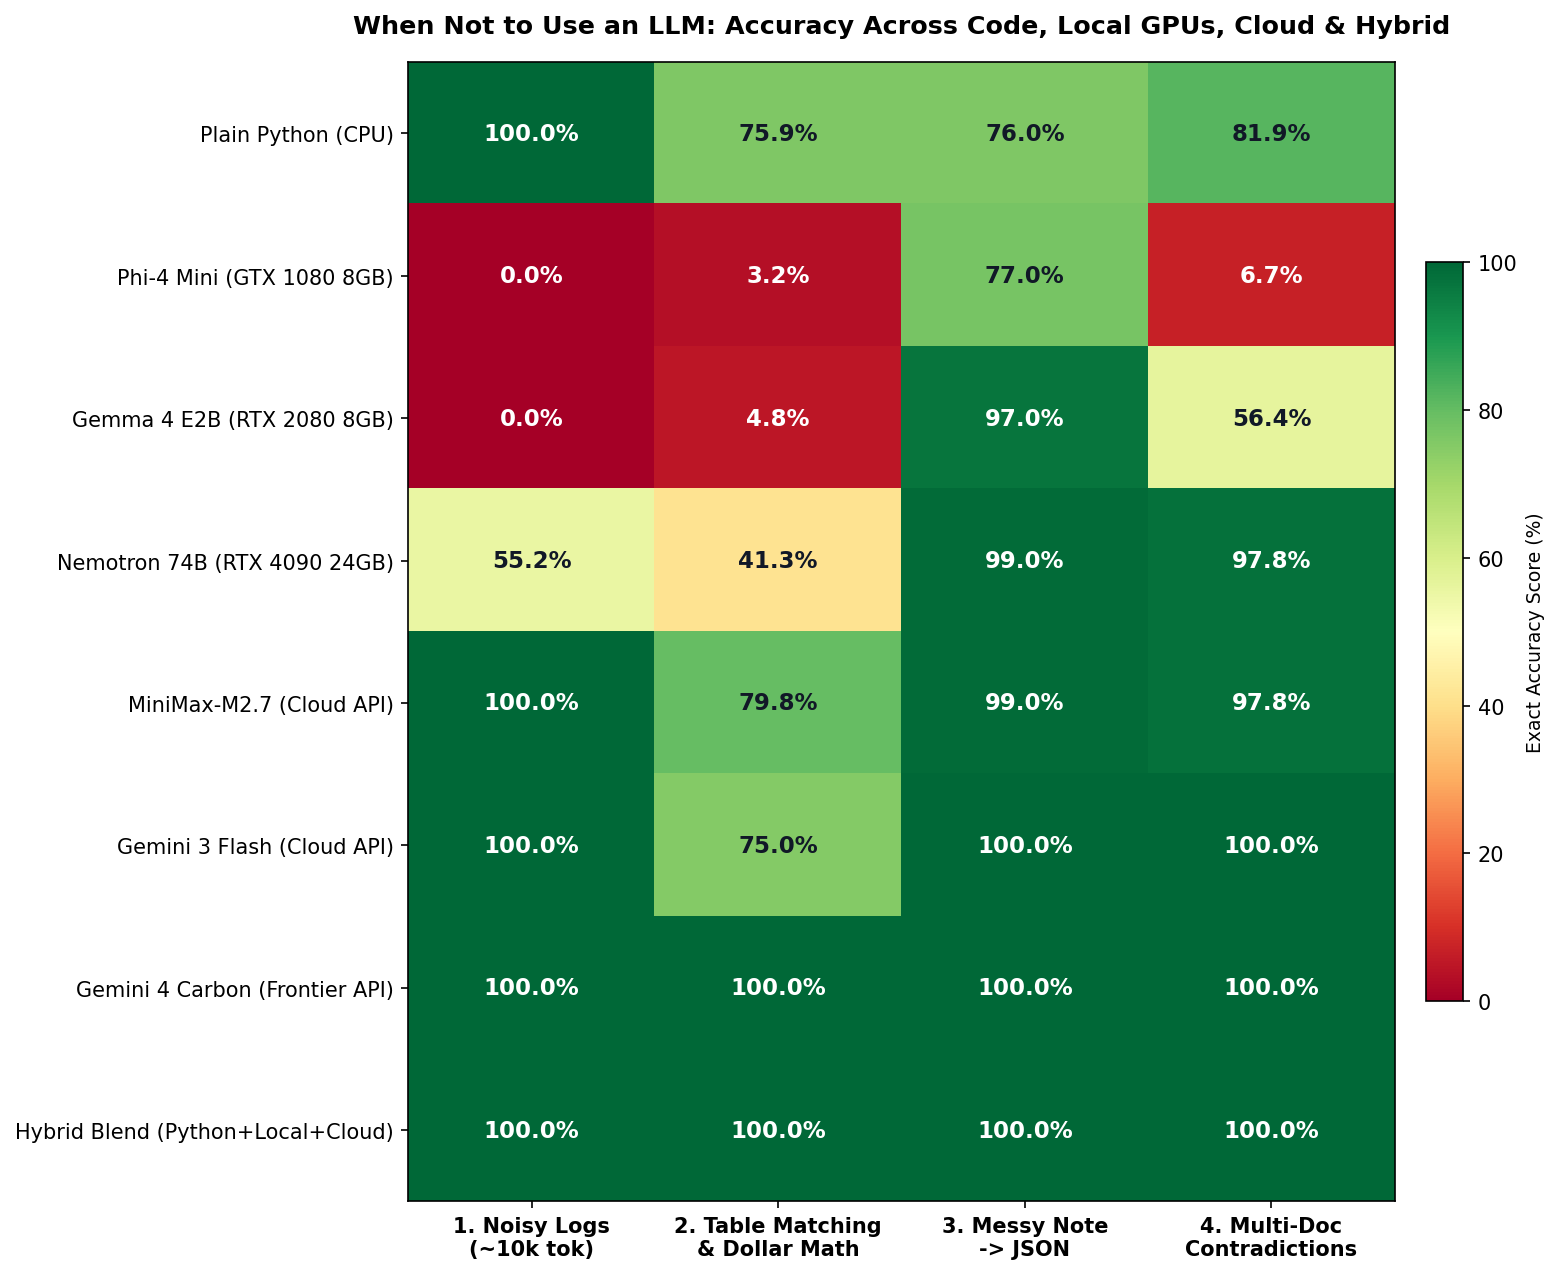 When Not to Use an LLM: Accuracy Across Code, Local GPUs, Cloud & Hybrid
Plain Python (CPU) 100.0% 75.9% 76.0% 81.9%
Phi-4 Mini (GTX 1080 8GB) 0.0% 3.2% 77.0% 6.7%
Gemma 4 E2B (RTX 2080 8GB) 0.0% 4.8% 97.0% 56.4%
Nemotron 74B (RTX 4090 24GB) 55.2% 41.3% 99.0% 97.8%
MiniMax-M2.7 (Cloud API) 100.0% 79.8% 99.0% 97.8%
Gemini 3 Flash (Cloud API) 100.0% 75.0% 100.0% 100.0%
Gemini 4 Carbon (Frontier API) 100.0% 100.0% 100.0% 100.0%
Hybrid Blend (Python+Local+Cloud) 100.0% 100.0% 100.0% 100.0%
1. Noisy Logs
(~10k tok)
2. Table Matching
& Dollar Math
3. Messy Note
-> JSON
4. Multi-Doc
Contradictions
100
80
60
40
20
0
Exact Accuracy Score (%)